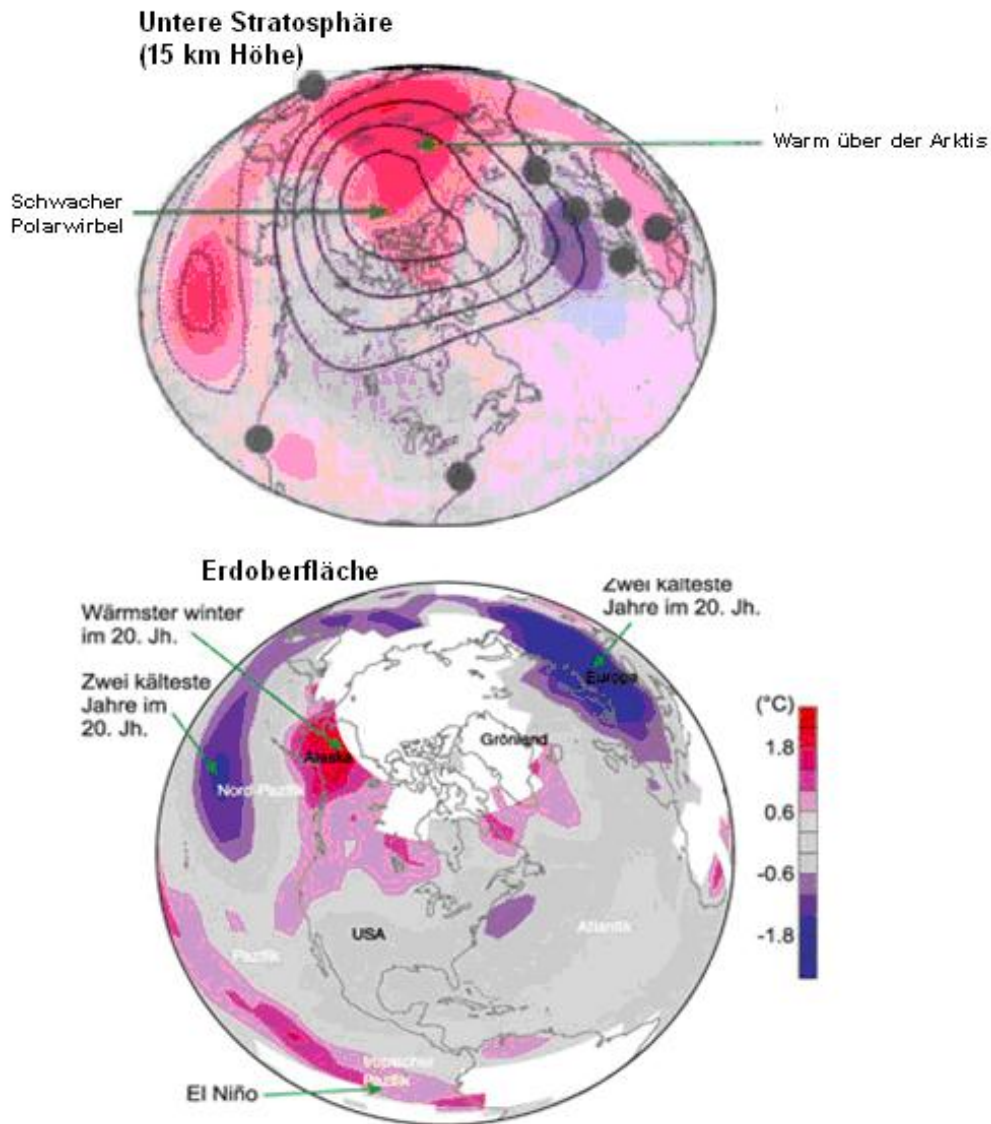 Untere Stratosphäre
(15 km Höhe)
Warm über der Arktis
Schwacher
Polarwirbel
Erdoberfläche
Wärmster winter
im 20. Jh.
Zwei kälteste
Jahre im 20. Jh.
Zwei kälteste
Jahre im
20. Jh.
Europa
(°C)
1.8
0.6
-0.6
-1.8
Grönland
Alaska
Nord-Pazifik
USA
Atlantik
Pazifik
tropischer
Pazifik
El Niño